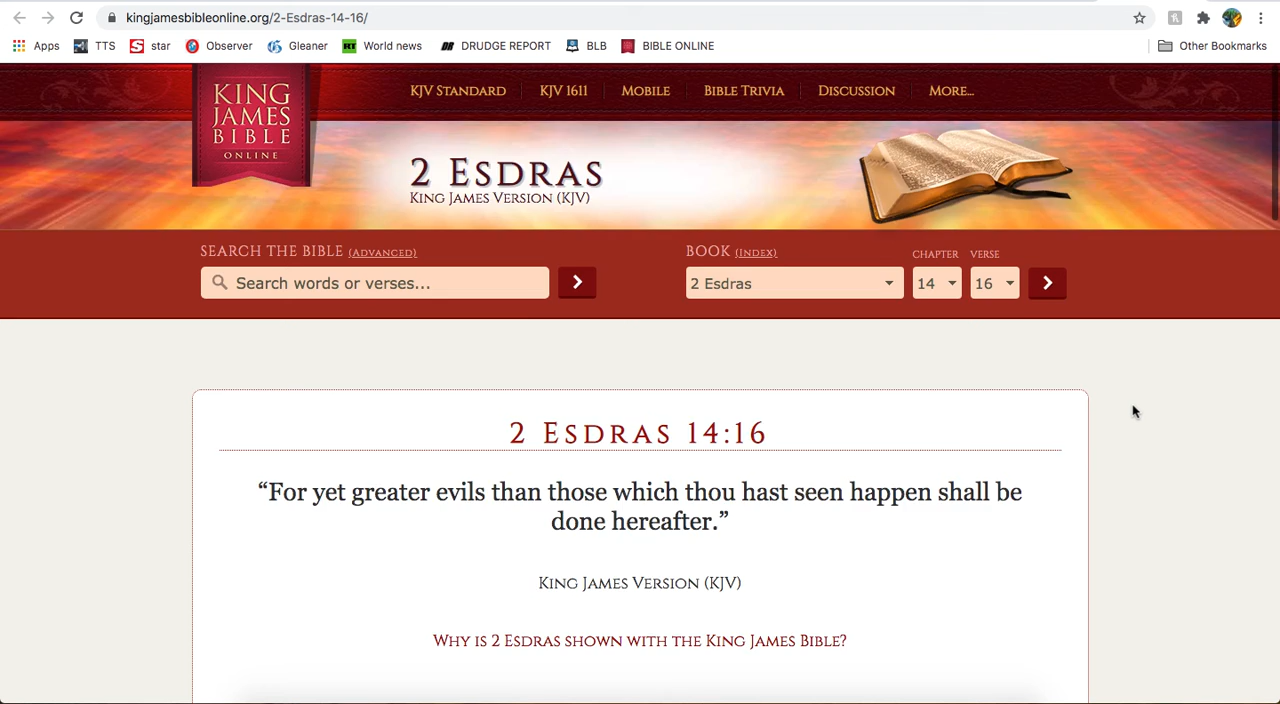 kingjamesbibleonline.org/2-Esdras-14-16/
Apps TTS star Observer Gleaner World news DRUDGE REPORT BLB BIBLE ONLINE Other Bookmarks
KING
JAMES
BIBLE
ONLINE
KJV STANDARD KJV 1611 MOBILE BIBLE TRIVIA DISCUSSION MORE...
2 ESDRAS
KING JAMES VERSION (KJV)
SEARCH THE BIBLE (ADVANCED)
Search words or verses...
BOOK (INDEX) CHAPTER VERSE
2 Esdras 14 16
2 ESDRAS 14:16
“For yet greater evils than those which thou hast seen happen shall be
done hereafter.”
KING JAMES VERSION (KJV)
WHY IS 2 ESDRAS SHOWN WITH THE KING JAMES BIBLE?